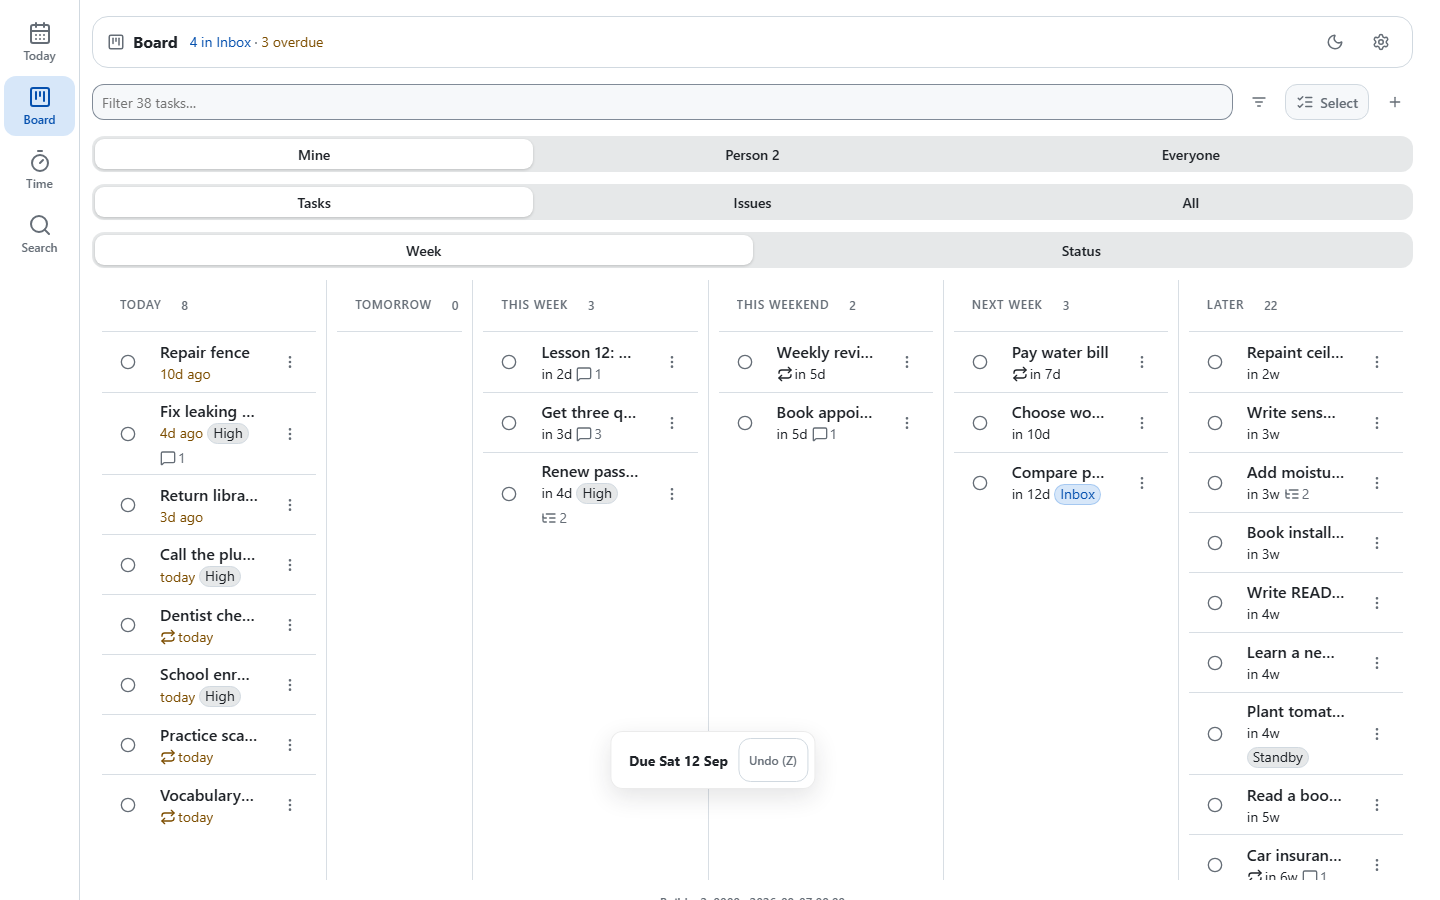 Today
Board
Time
Search
Board 4 in Inbox · 3 overdue
Filter 38 tasks...
Select
Mine Person 2 Everyone
Tasks Issues All
Week Status
TODAY 8
Repair fence
10d ago
Fix leaking ...
4d ago High
1
Return libra...
3d ago
Call the plu...
today High
Dentist che...
today
School enr...
today High
Practice sca...
today
Vocabulary...
today
TOMORROW 0
THIS WEEK 3
Lesson 12: ...
in 2d 1
Get three q...
in 3d 3
Renew pass...
in 4d High
2
THIS WEEKEND 2
Weekly revi...
in 5d
Book appoi...
in 5d 1
NEXT WEEK 3
Pay water bill
in 7d
Choose wo...
in 10d
Compare p...
in 12d Inbox
LATER 22
Repaint ceil...
in 2w
Write sens...
in 3w
Add moistu...
in 3w 2
Book install...
in 3w
Write READ...
in 4w
Learn a ne...
in 4w
Plant tomat...
in 4w
Standby
Read a boo...
in 5w
Car insuran...
in 6w 1
Due Sat 12 Sep Undo (Z)